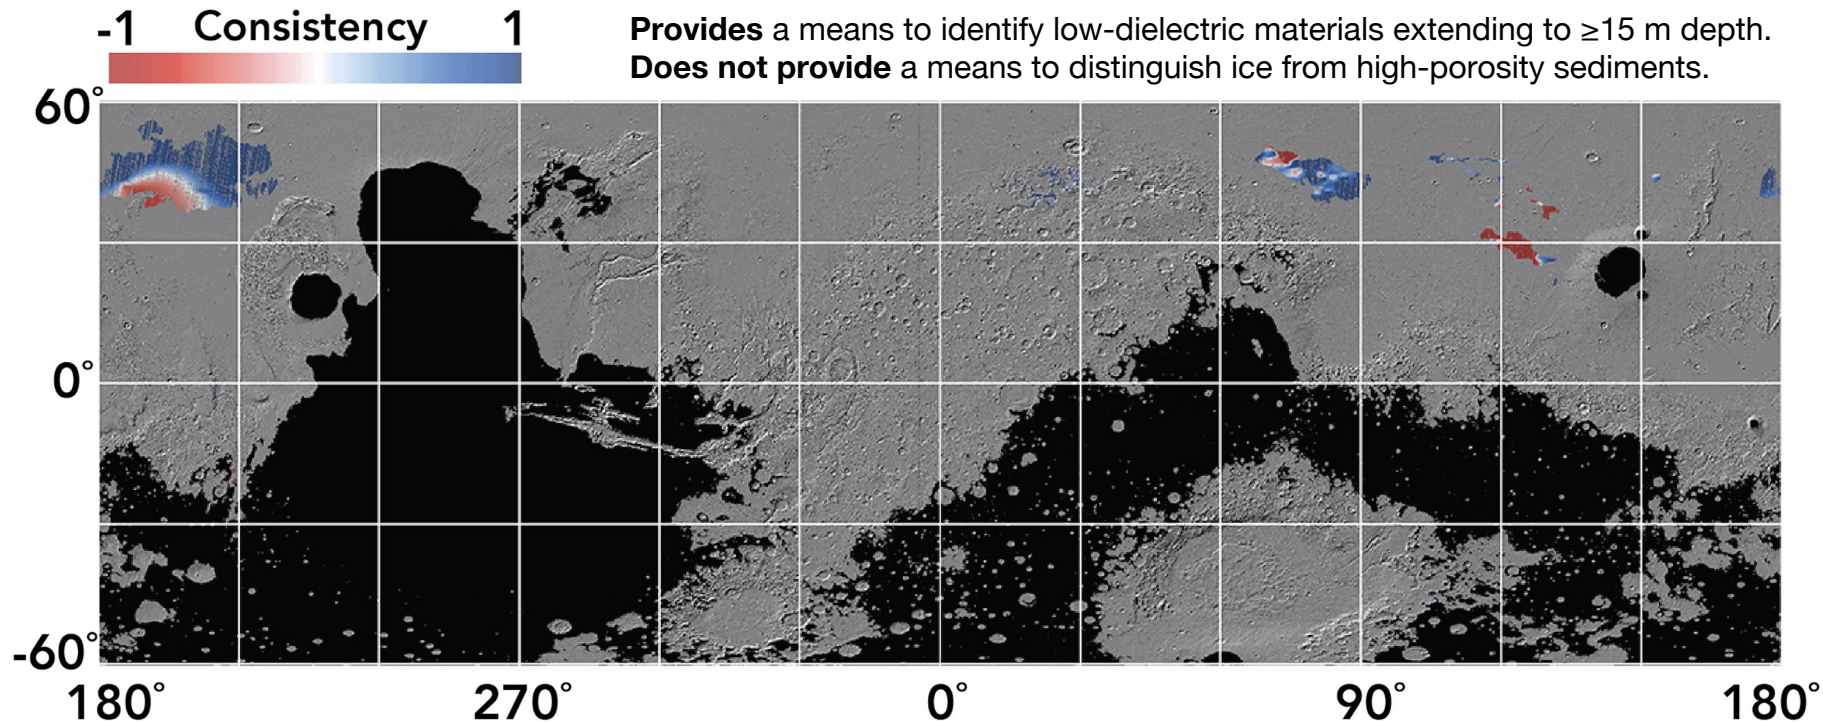 -1 Consistency 1
Provides a means to identify low-dielectric materials extending to ≥15 m depth.
Does not provide a means to distinguish ice from high-porosity sediments.
60°
0°
-60°
180° 270° 0° 90° 180°